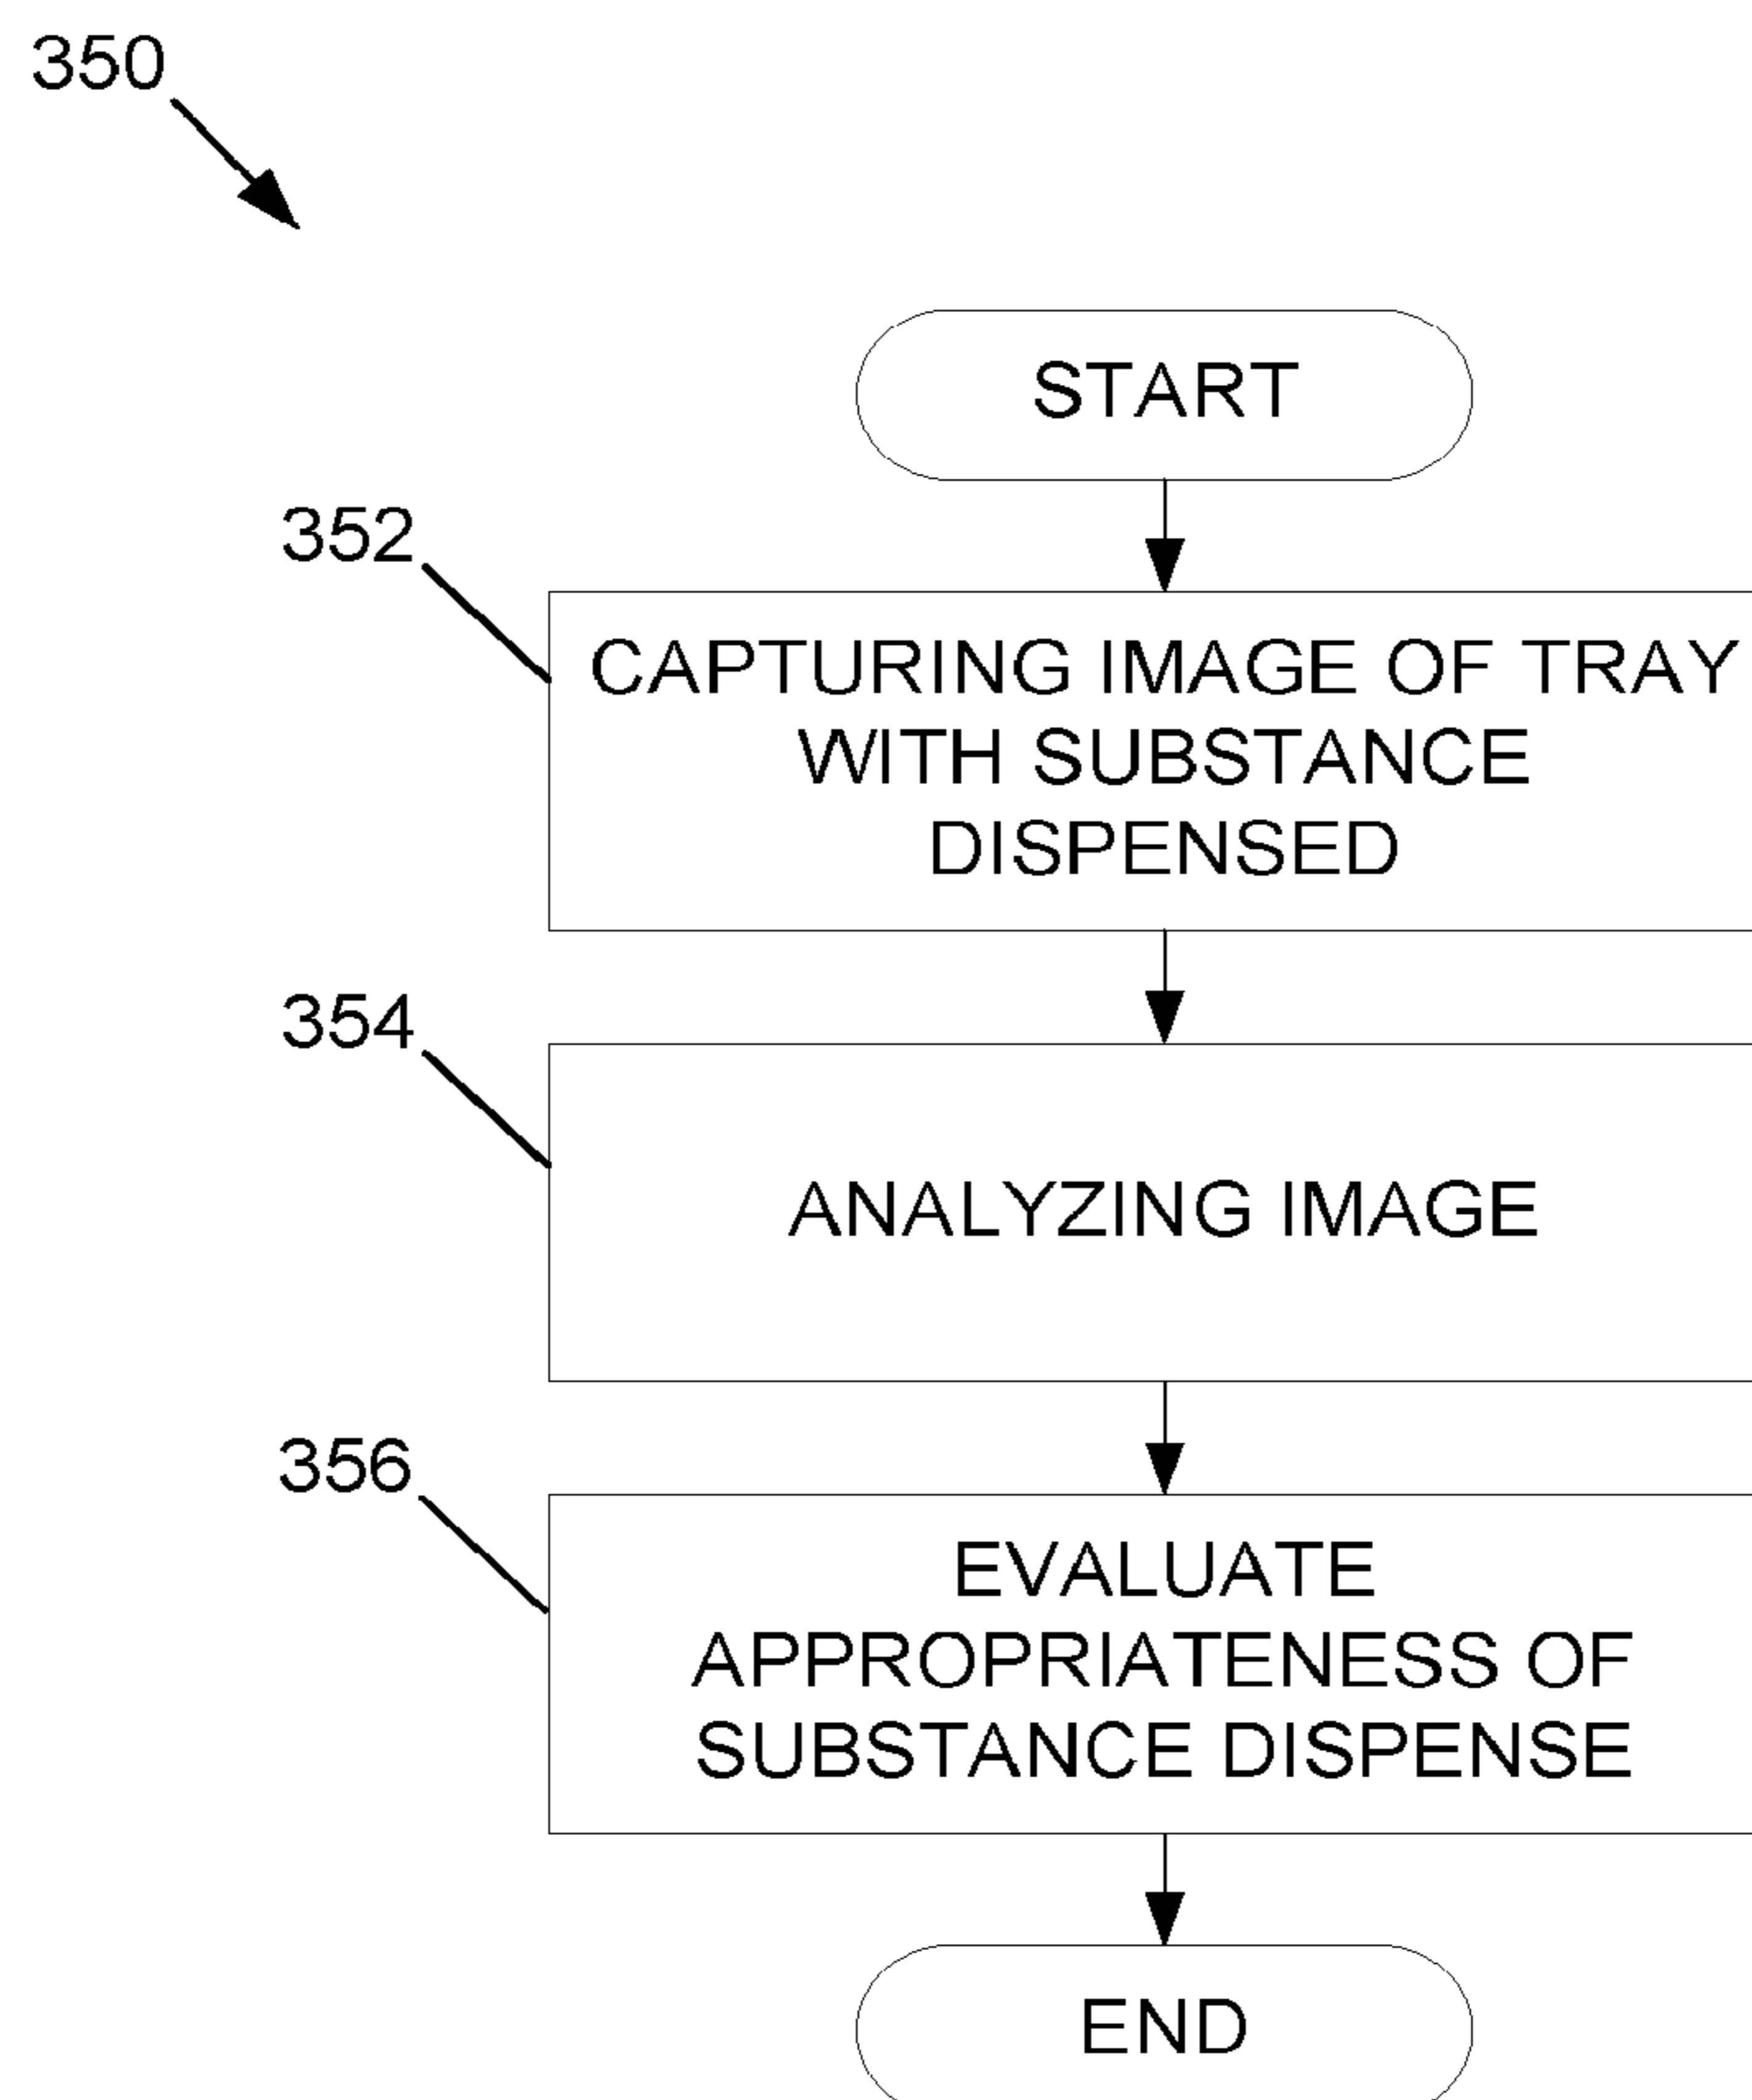 350
START
352
CAPTURING IMAGE OF TRAY
WITH SUBSTANCE
DISPENSED
354
ANALYZING IMAGE
356
EVALUATE
APPROPRIATENESS OF
SUBSTANCE DISPENSE
END